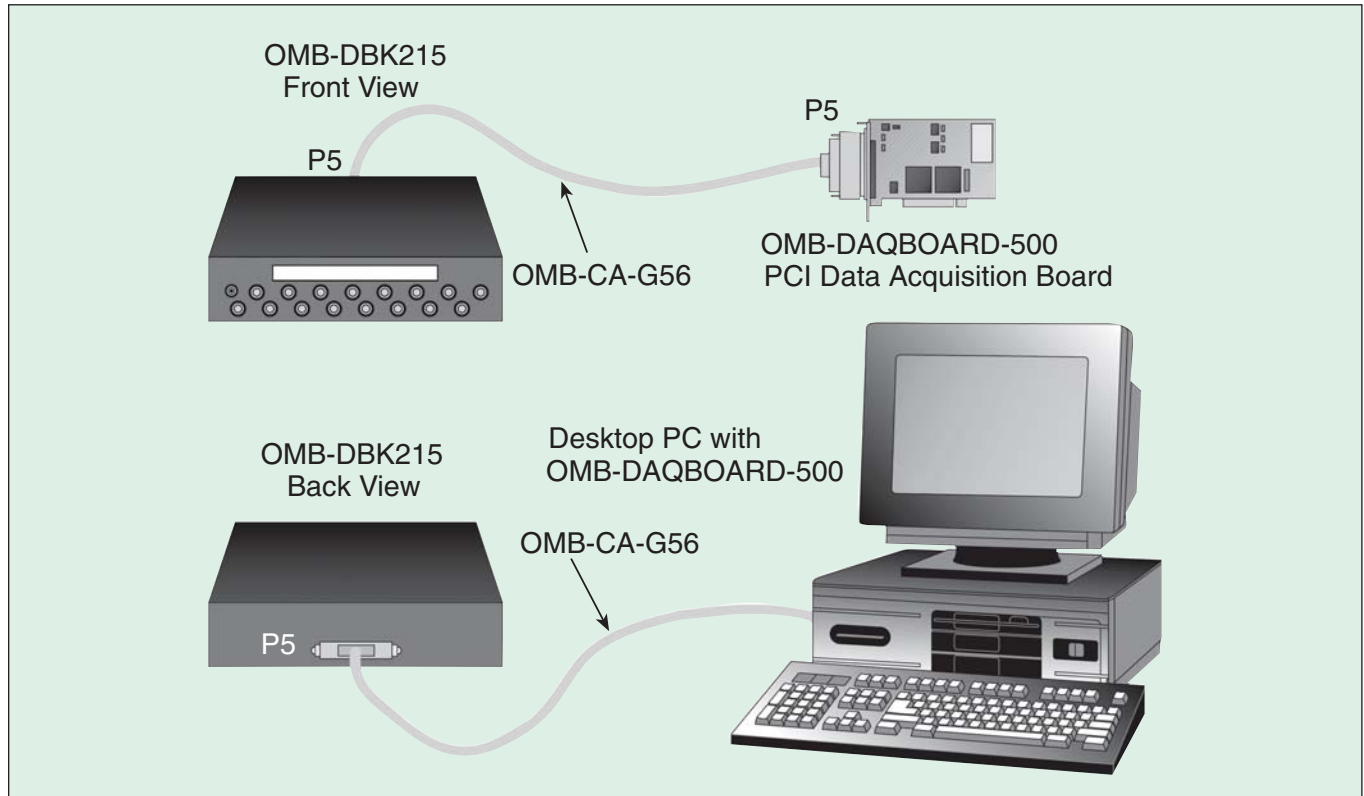 OMB-DBK215
Front View
P5
P5
OMB-CA-G56
OMB-DAQBOARD-500
PCI Data Acquisition Board
OMB-DBK215
Back View
Desktop PC with
OMB-DAQBOARD-500
OMB-CA-G56
P5